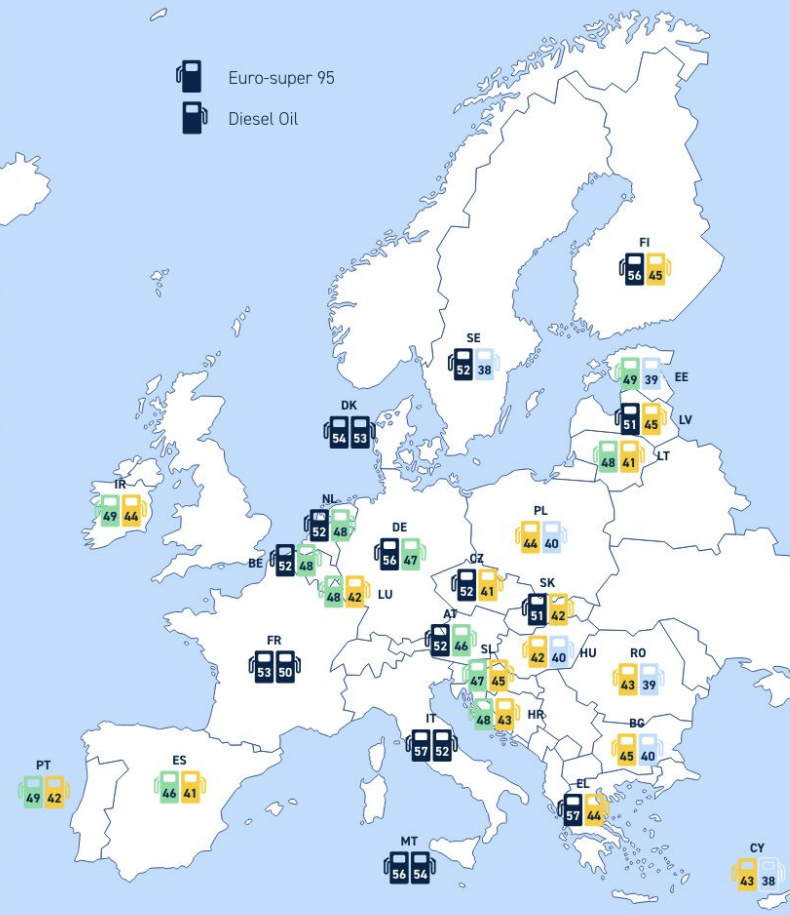 Euro-super 95
Diesel Oil
FI
56 45
SE
52 38
49 39 EE
DK
54 53
51 45 LV
48 41 LT
IR
49 44
NL
52 48
DE
56 47
PL
44 40
BE 52 48
CZ
52 41
48 42 LU
SK
51 42
AT
52 46
FR
53 50
SL
47 45
42 40 HU
RO
43 39
48 43 HR
IT
57 52
BG
45 40
PT
49 42
ES
46 41
EL
57 44
MT
56 54
CY
43 38